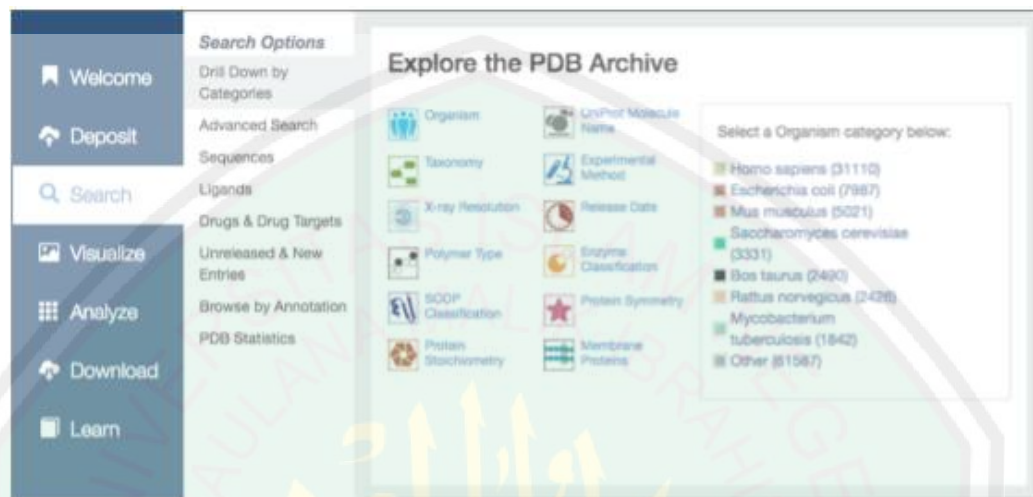 Welcome
Deposit
Search
Visualize
Analyze
Download
Learn
Search Options
Drill Down by
Categories
Advanced Search
Sequences
Ligands
Drugs & Drug Targets
Unreleased & New
Entries
Browse by Annotation
PDB Statistics
Explore the PDB Archive
Organism
Taxonomy
X-ray Resolution
Polymer Type
SCOP
Classification
Protein
Stoichiometry
UniProt Molecule
Name
Experimental
Method
Release Date
Enzyme
Classification
Protein Symmetry
Membrane
Proteins
Select a Organism category below:
Homo sapiens (31110)
Escherichia coli (7987)
Mus musculus (5021)
Saccharomyces cerevisiae
(3331)
Bos taurus (2490)
Rattus norvegicus (2426)
Mycobacterium
tuberculosis (1842)
Other (61587)